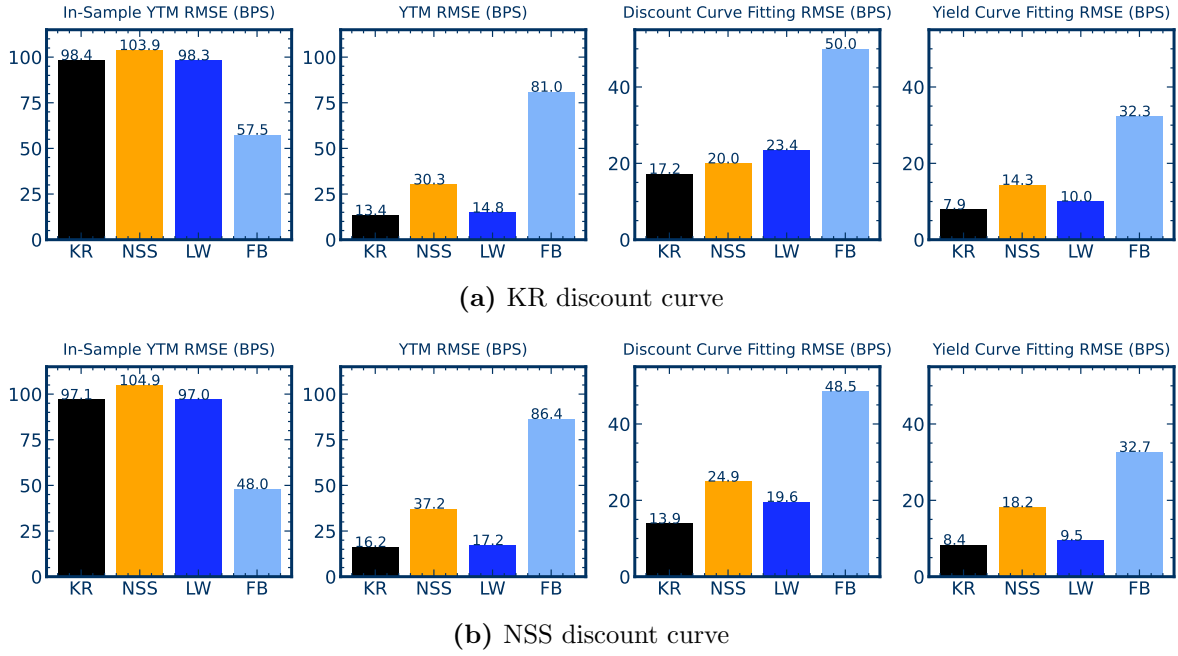 In-Sample YTM RMSE (BPS) YTM RMSE (BPS) Discount Curve Fitting RMSE (BPS) Yield Curve Fitting RMSE (BPS)
100 75 50 25 0
98.4 103.9 98.3 57.5
KR NSS LW FB
100 75 50 25 0
13.4 30.3 14.8 81.0
KR NSS LW FB
40 20 0
17.2 20.0 23.4 50.0
KR NSS LW FB
40 20 0
7.9 14.3 10.0 32.3
KR NSS LW FB
(a) KR discount curve
In-Sample YTM RMSE (BPS) YTM RMSE (BPS) Discount Curve Fitting RMSE (BPS) Yield Curve Fitting RMSE (BPS)
100 75 50 25 0
97.1 104.9 97.0 48.0
KR NSS LW FB
100 75 50 25 0
16.2 37.2 17.2 86.4
KR NSS LW FB
40 20 0
13.9 24.9 19.6 48.5
KR NSS LW FB
40 20 0
8.4 18.2 9.5 32.7
KR NSS LW FB
(b) NSS discount curve